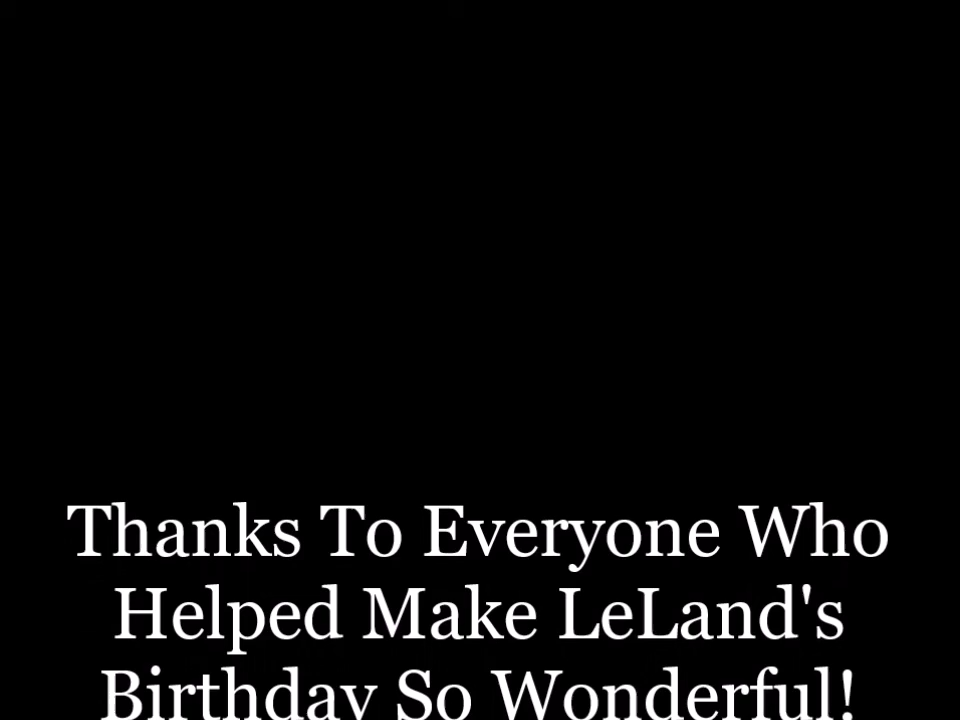 Thanks To Everyone Who
Helped Make LeLand's
Birthday So Wonderful!